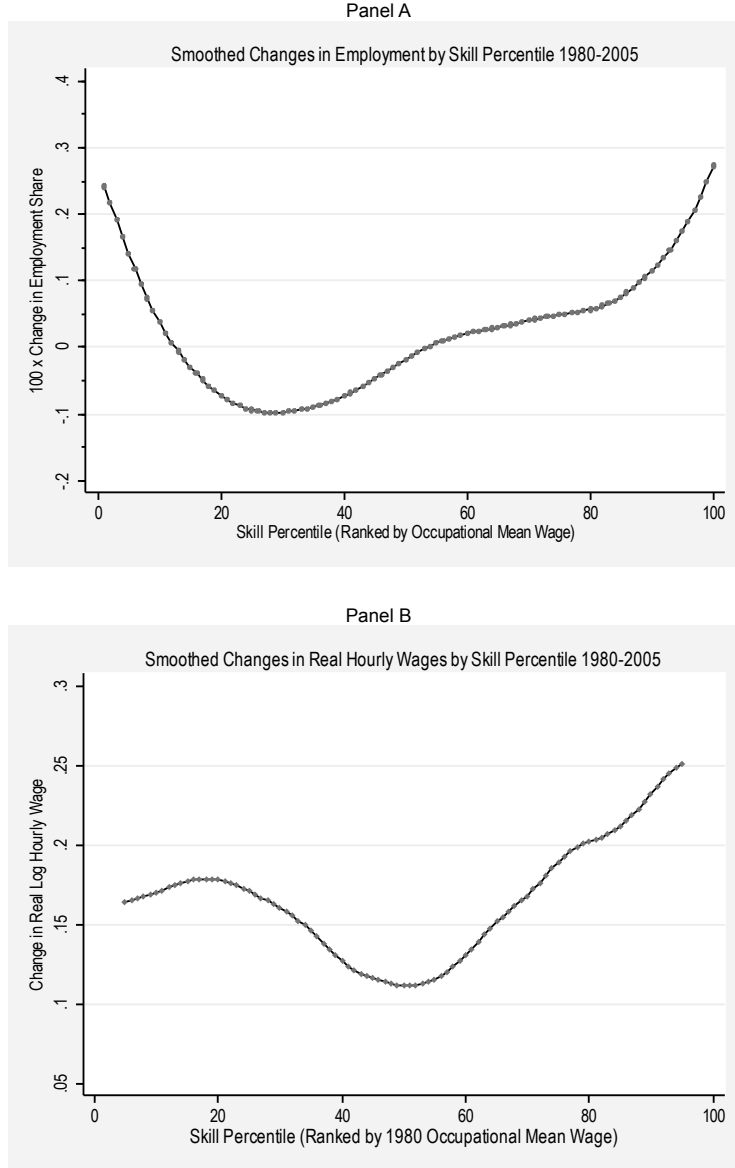 Panel A
Smoothed Changes in Employment by Skill Percentile 1980-2005
100 x Change in Employment Share
.4
.3
.2
.1
0
-.1
-.2
0 20 40 60 80 100
Skill Percentile (Ranked by Occupational Mean Wage)
Panel B
Smoothed Changes in Real Hourly Wages by Skill Percentile 1980-2005
Change in Real Log Hourly Wage
.3
.25
.2
.15
.1
.05
0 20 40 60 80 100
Skill Percentile (Ranked by 1980 Occupational Mean Wage)